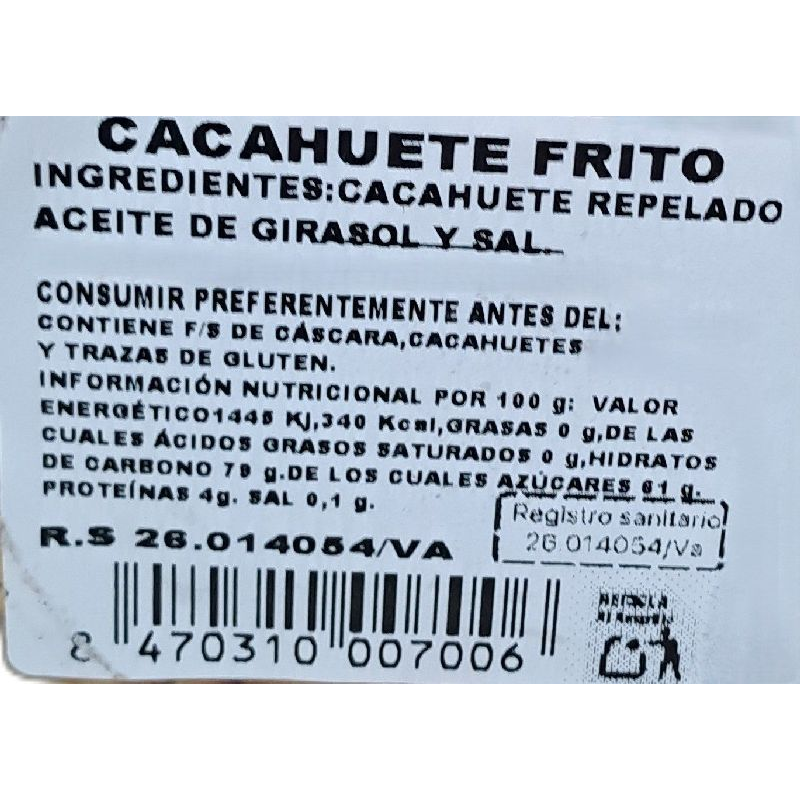 CACAHUETE FRITO
INGREDIENTES:CACAHUETE REPELADO
ACEITE DE GIRASOL Y SAL.
CONSUMIR PREFERENTEMENTE ANTES DEL:
CONTIENE F/S DE CÁSCARA,CACAHUETES
Y TRAZAS DE GLUTEN.
INFORMACIÓN NUTRICIONAL POR 100 g: VALOR
ENERGÉTICO1445 Kj,340 Kcal,GRASAS 0 g,DE LAS
CUALES ÁCIDOS GRASOS SATURADOS 0 g,HIDRATOS
DE CARBONO 79 g.DE LOS CUALES AZÚCARES 61 g.
PROTEÍNAS 4g. SAL 0,1 g.
Registro sanitario
26.014054/Va
R.S 26.014054/VA
8 470310 007006
RECICLA